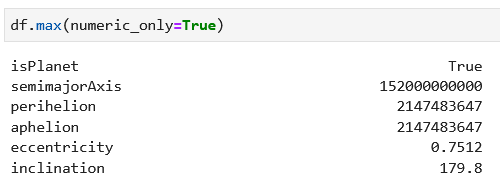 df.max(numeric_only=True)
isPlanet True
semimajorAxis 152000000000
perihelion 2147483647
aphelion 2147483647
eccentricity 0.7512
inclination 179.8